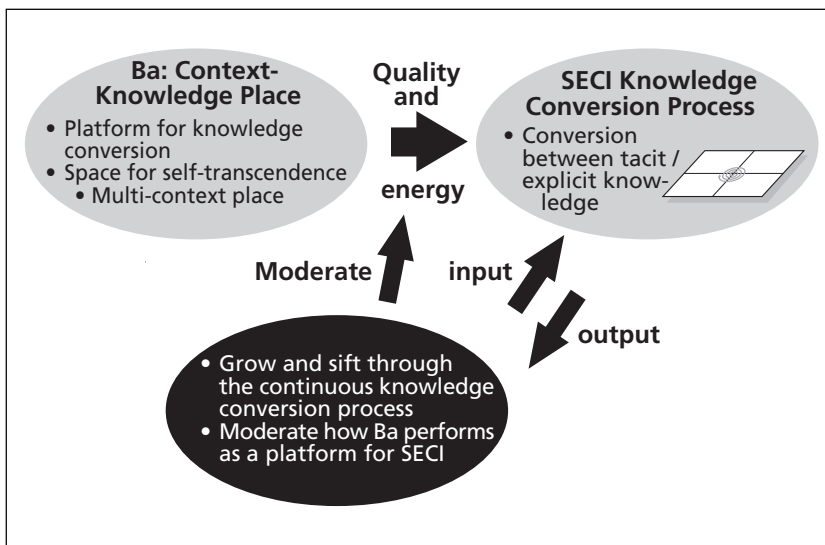 Ba: Context-
Knowledge Place
• Platform for knowledge
conversion
• Space for self-transcendence
• Multi-context place
Quality
and
energy
SECI Knowledge
Conversion Process
• Conversion
between tacit /
explicit know-
ledge
Moderate
input
output
• Grow and sift through
the continuous knowledge
conversion process
• Moderate how Ba performs
as a platform for SECI